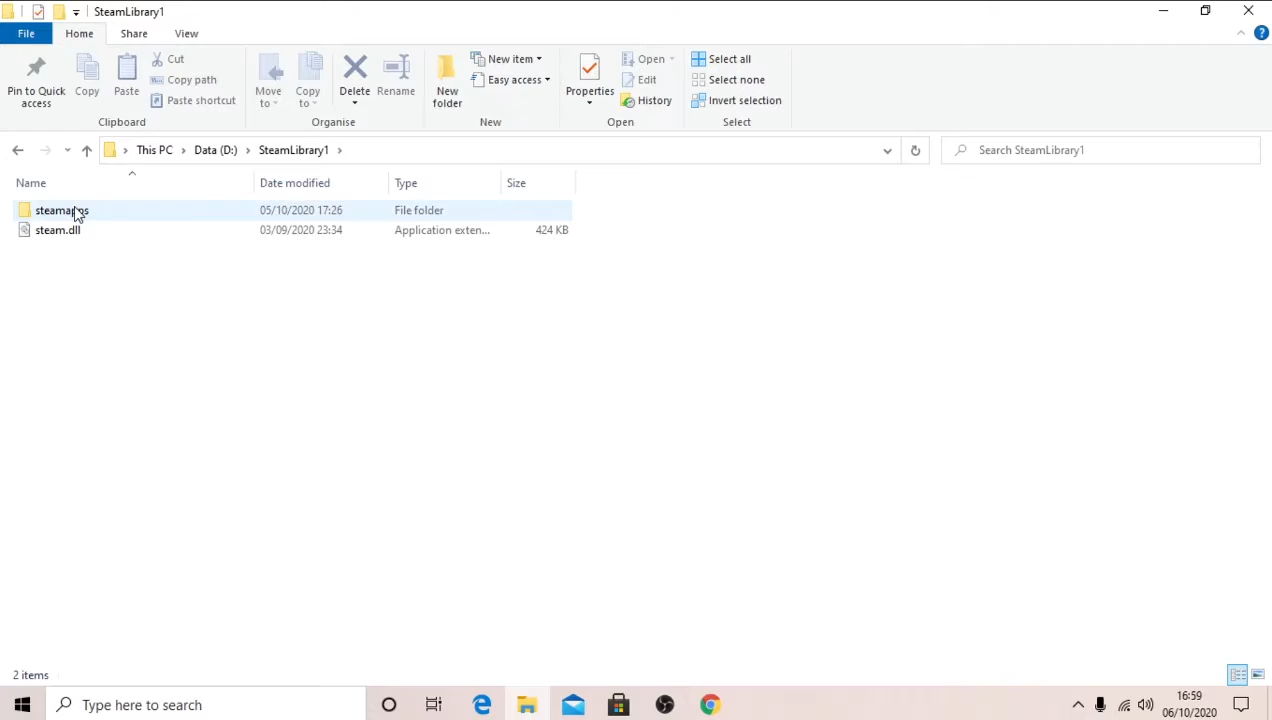 SteamLibrary1
File Home Share View
Pin to Quick access
Copy
Paste
Cut
Copy path
Paste shortcut
Clipboard
Move to
Copy to
Delete
Rename
Organise
New folder
New item
Easy access
New
Properties
Open
Edit
History
Open
Select all
Select none
Invert selection
Select
This PC › Data (D:) › SteamLibrary1 ›
Search SteamLibrary1
Name Date modified Type Size
steamapps 05/10/2020 17:26 File folder
steam.dll 03/09/2020 23:34 Application exten... 424 KB
2 items
Type here to search
16:59
06/10/2020